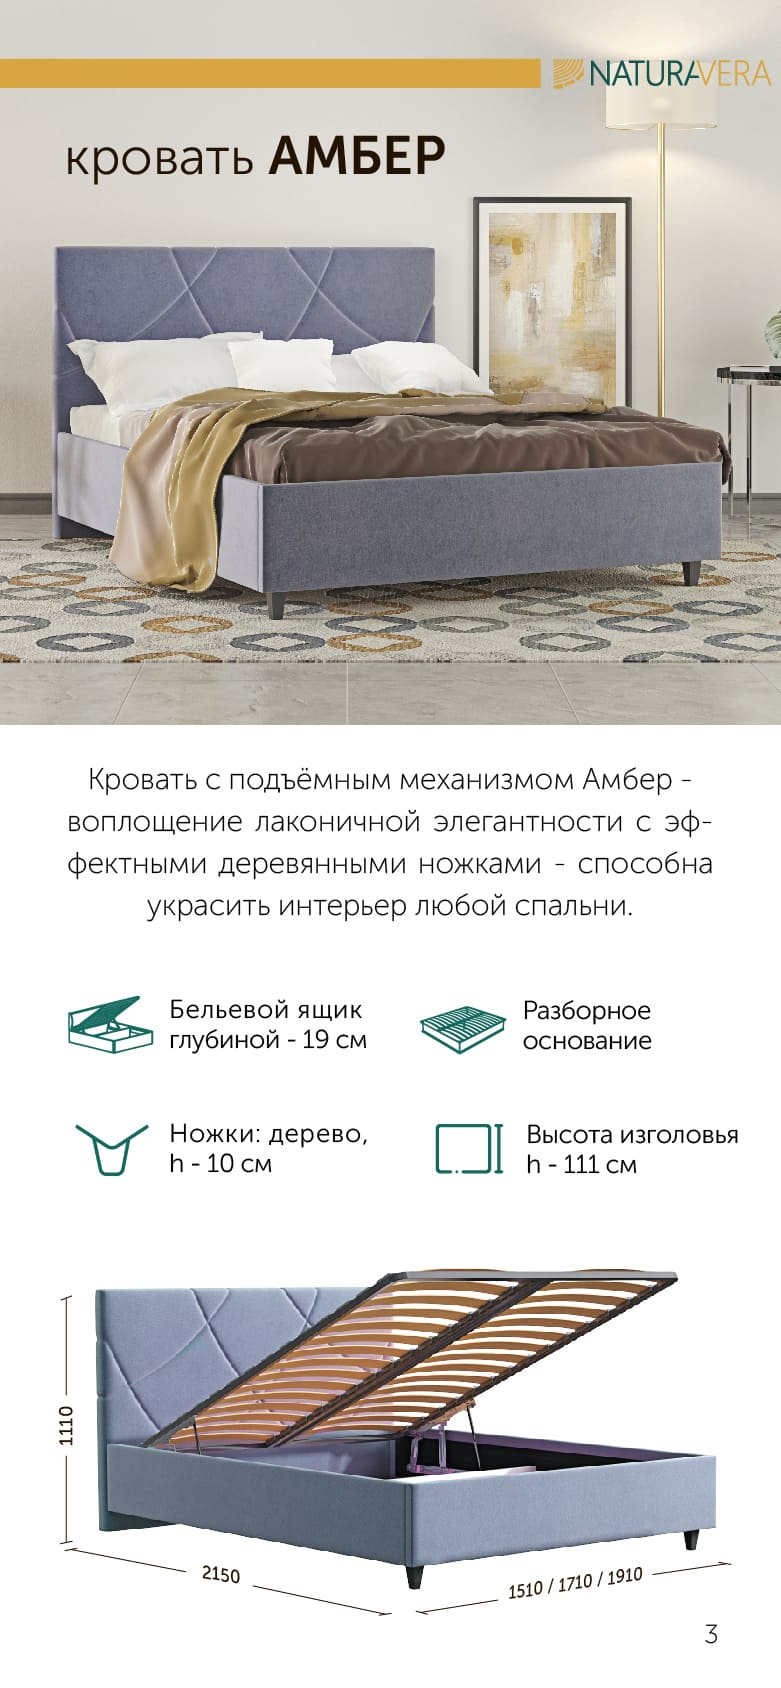 NATURAVERA
кровать АМБЕР
Кровать с подъёмным механизмом Амбер -
воплощение лаконичной элегантности с эф-
фектными деревянными ножками - способна
украсить интерьер любой спальни.
Бельевой ящик
глубиной - 19 см
Разборное
основание
Ножки: дерево,
h - 10 см
Высота изголовья
h - 111 см
1110
2150
1510 / 1710 / 1910
3